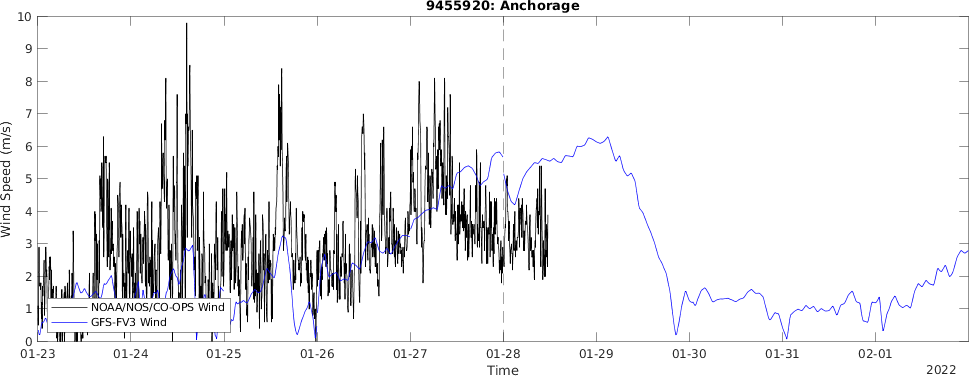 9455920: Anchorage
10
9
8
7
6
5
4
3
2
1
0
Wind Speed (m/s)
NOAA/NOS/CO-OPS Wind
GFS-FV3 Wind
01-23 01-24 01-25 01-26 01-27 01-28 01-29 01-30 01-31 02-01
Time
2022